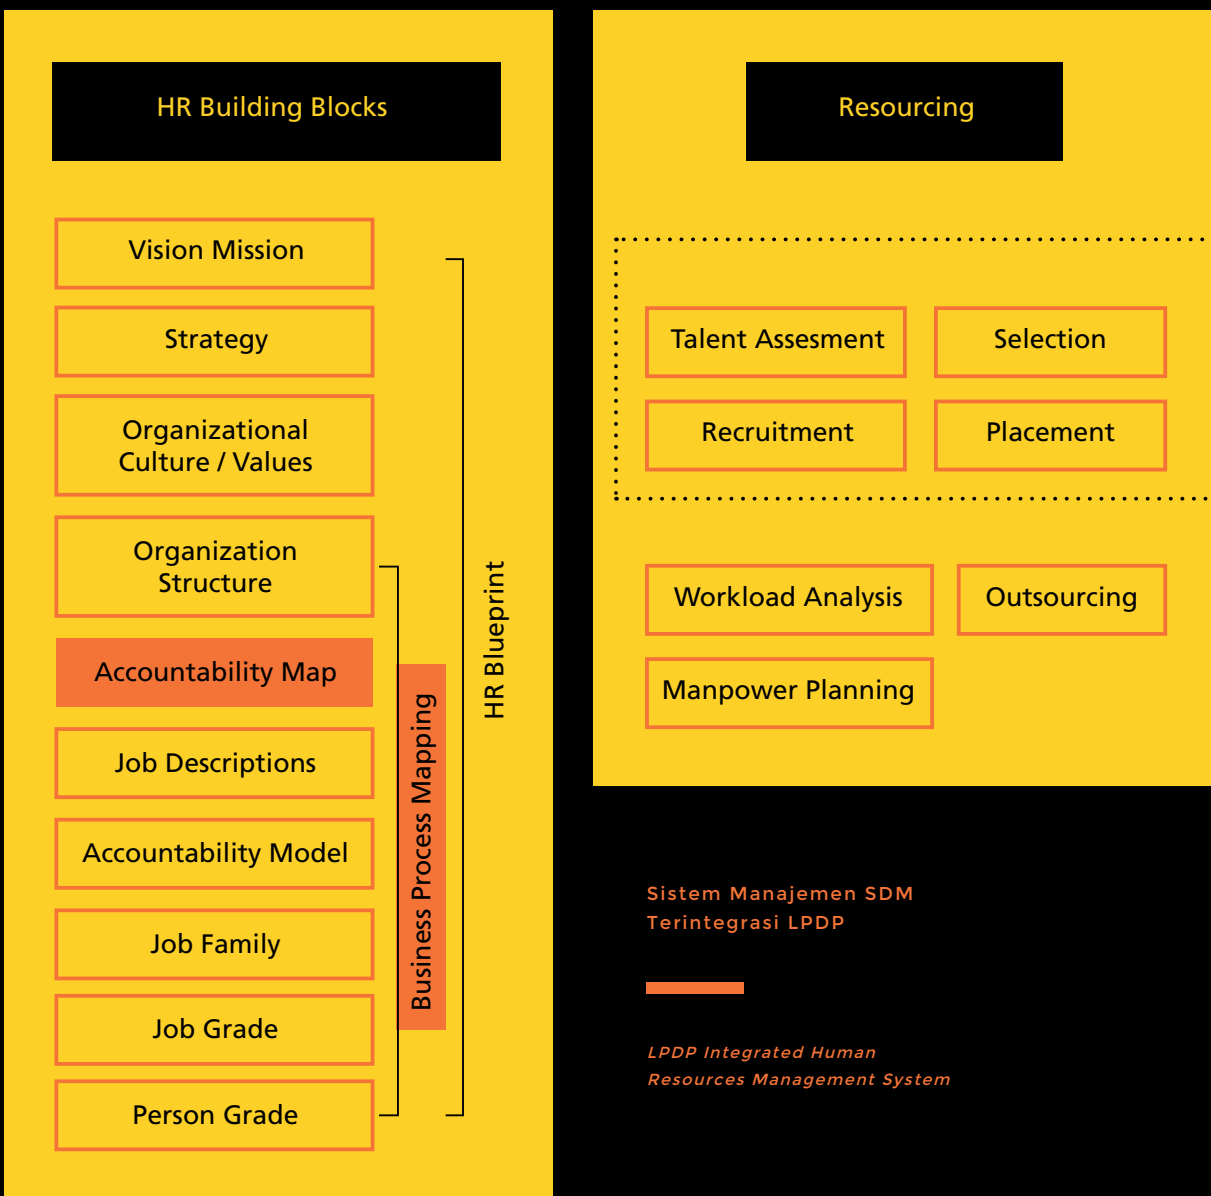 HR Building Blocks
Vision Mission
Strategy
Organizational
Culture / Values
Organization
Structure
Accountability Map
Job Descriptions
Accountability Model
Job Family
Job Grade
Person Grade
Business Process Mapping
HR Blueprint
Resourcing
Talent Assesment
Selection
Recruitment
Placement
Workload Analysis
Outsourcing
Manpower Planning
Sistem Manajemen SDM
Terintegrasi LPDP
LPDP Integrated Human
Resources Management System